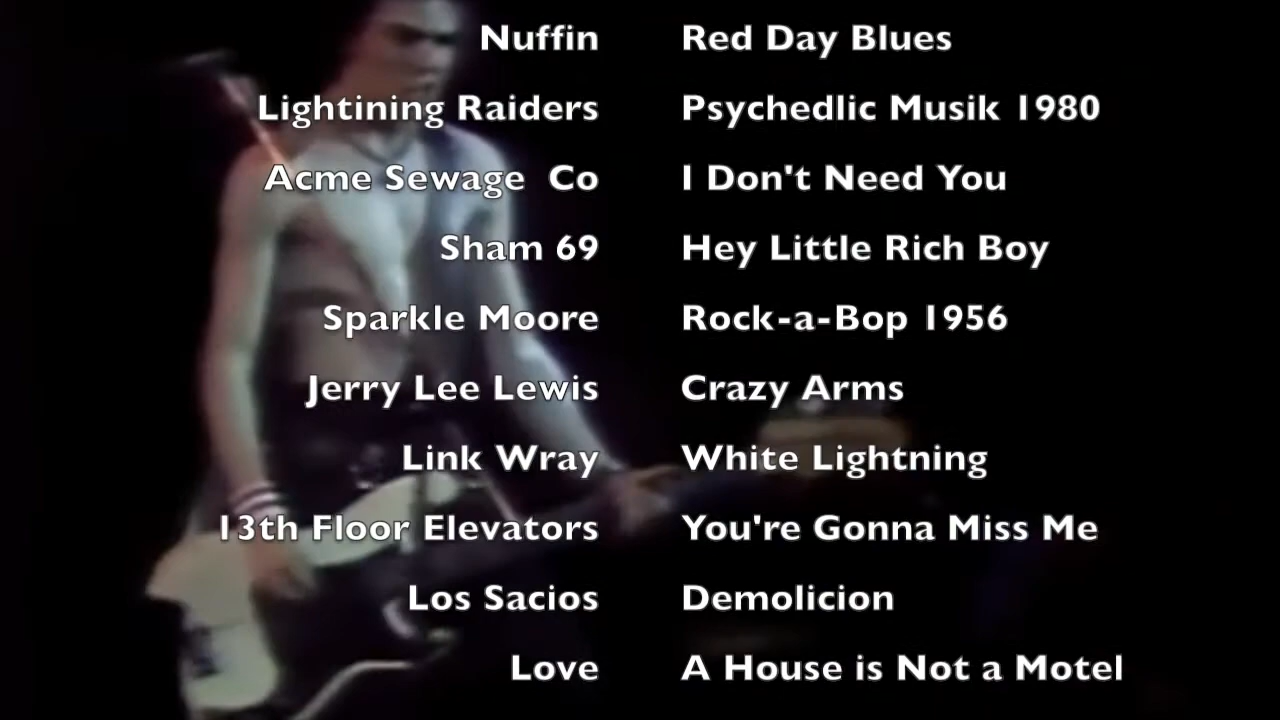 Nuffin Red Day Blues
Lightining Raiders Psychedlic Musik 1980
Acme Sewage Co I Don't Need You
Sham 69 Hey Little Rich Boy
Sparkle Moore Rock-a-Bop 1956
Jerry Lee Lewis Crazy Arms
Link Wray White Lightning
13th Floor Elevators You're Gonna Miss Me
Los Sacios Demolicion
Love A House is Not a Motel